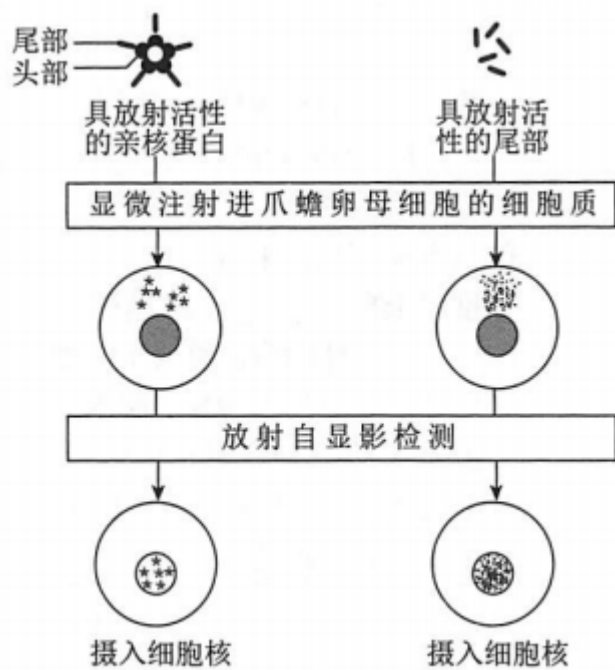 尾部
头部
具放射活性
的亲核蛋白
具放射活
性的尾部
显微注射进爪蟾卵母细胞的细胞质
放射自显影检测
摄入细胞核
摄入细胞核